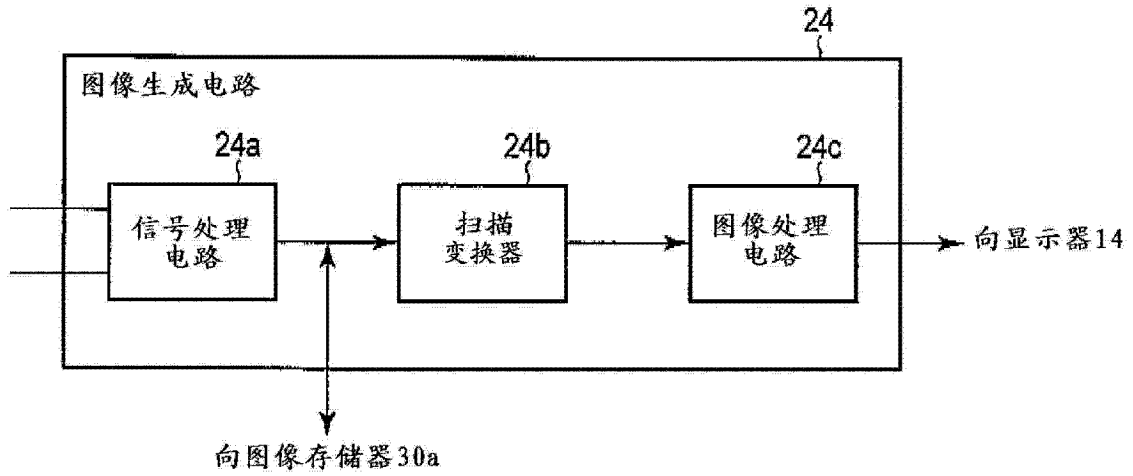 24
图像生成电路
24a
24b
24c
信号处理
电路
扫描
变换器
图像处理
电路
向显示器14
向图像存储器30a